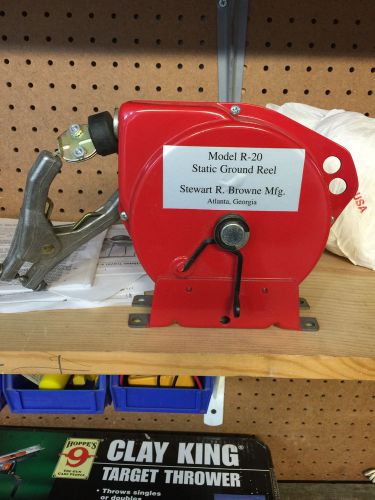 Model R-20
Static Ground Reel
Stewart R. Browne Mfg.
Atlanta, Georgia
USA
HOPPE'S
9
CLAY KING
TARGET THROWER
• Throws singles
or doubles